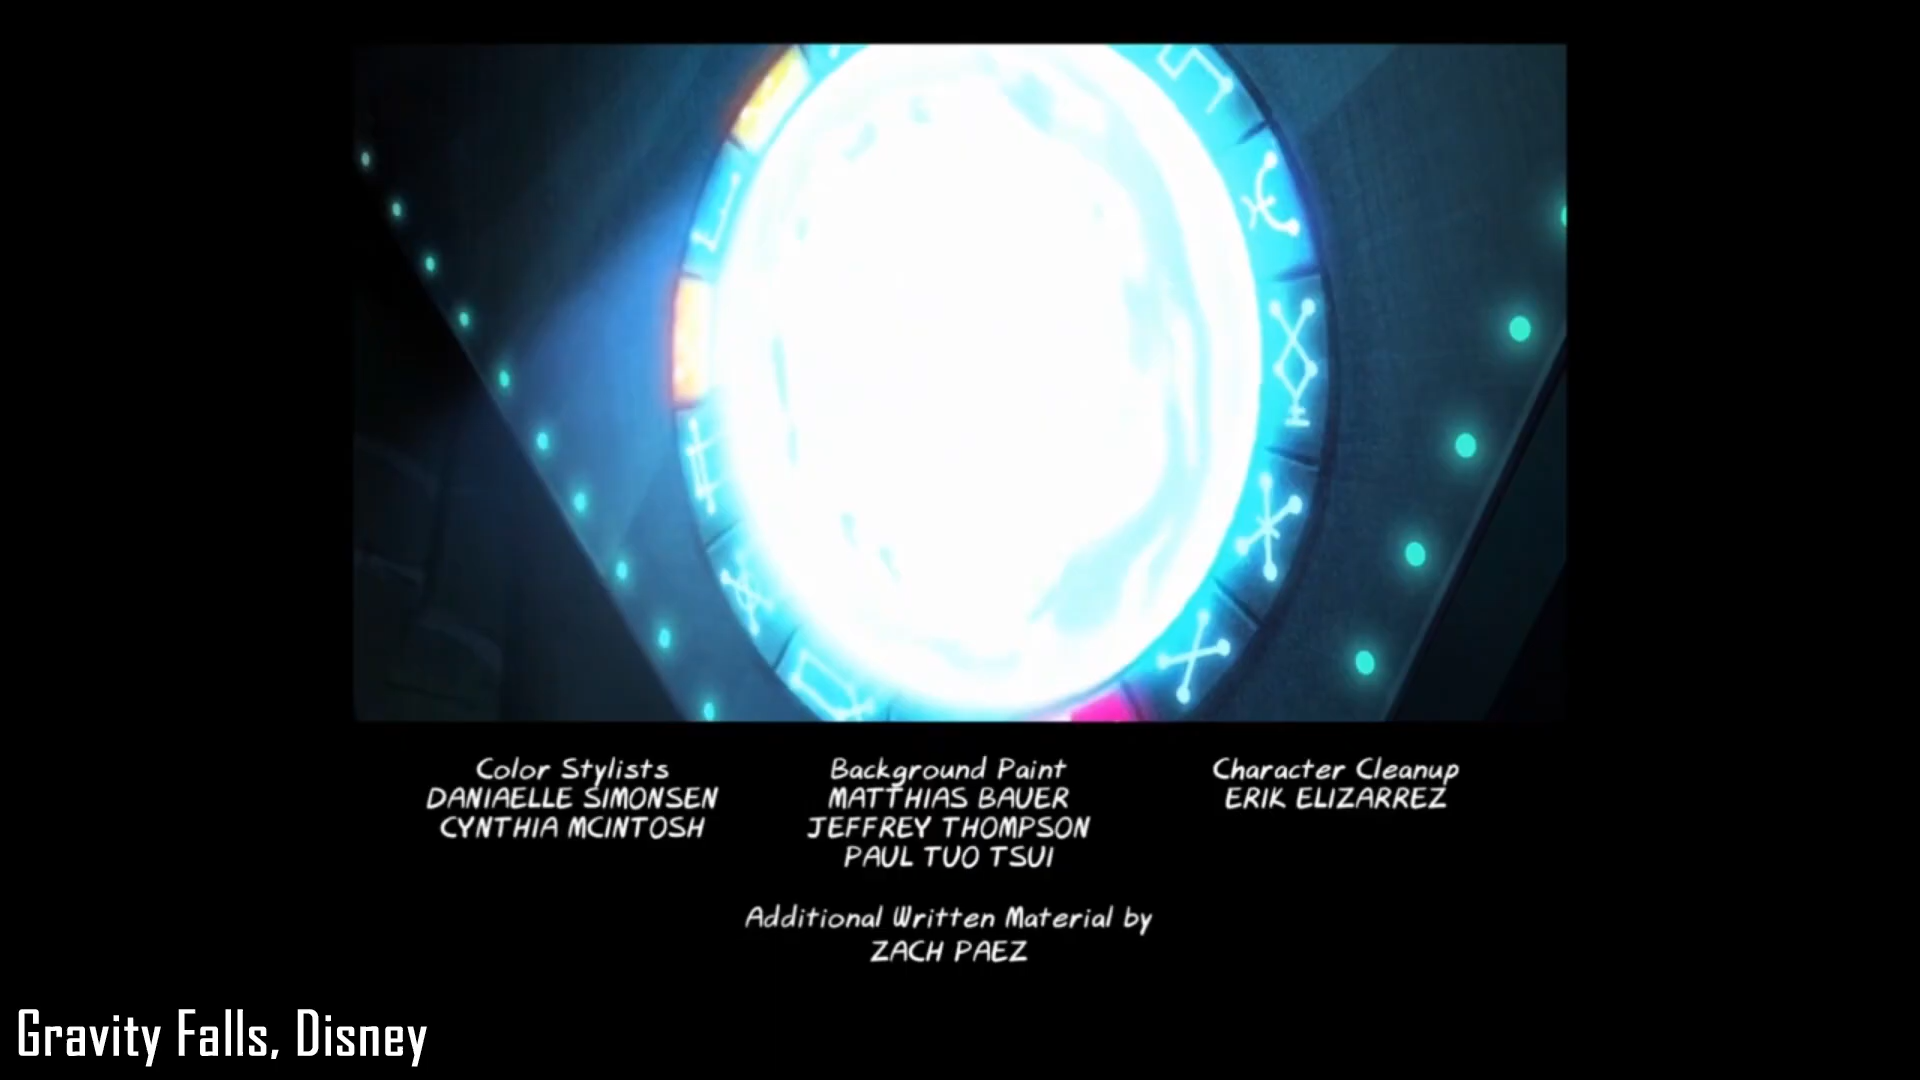 Color Stylists
DANIAELLE SIMONSEN
CYNTHIA MCINTOSH
Background Paint
MATTHIAS BAUER
JEFFREY THOMPSON
PAUL TUO TSUI
Character Cleanup
ERIK ELIZARREZ
Additional Written Material by
ZACH PAEZ
Gravity Falls, Disney